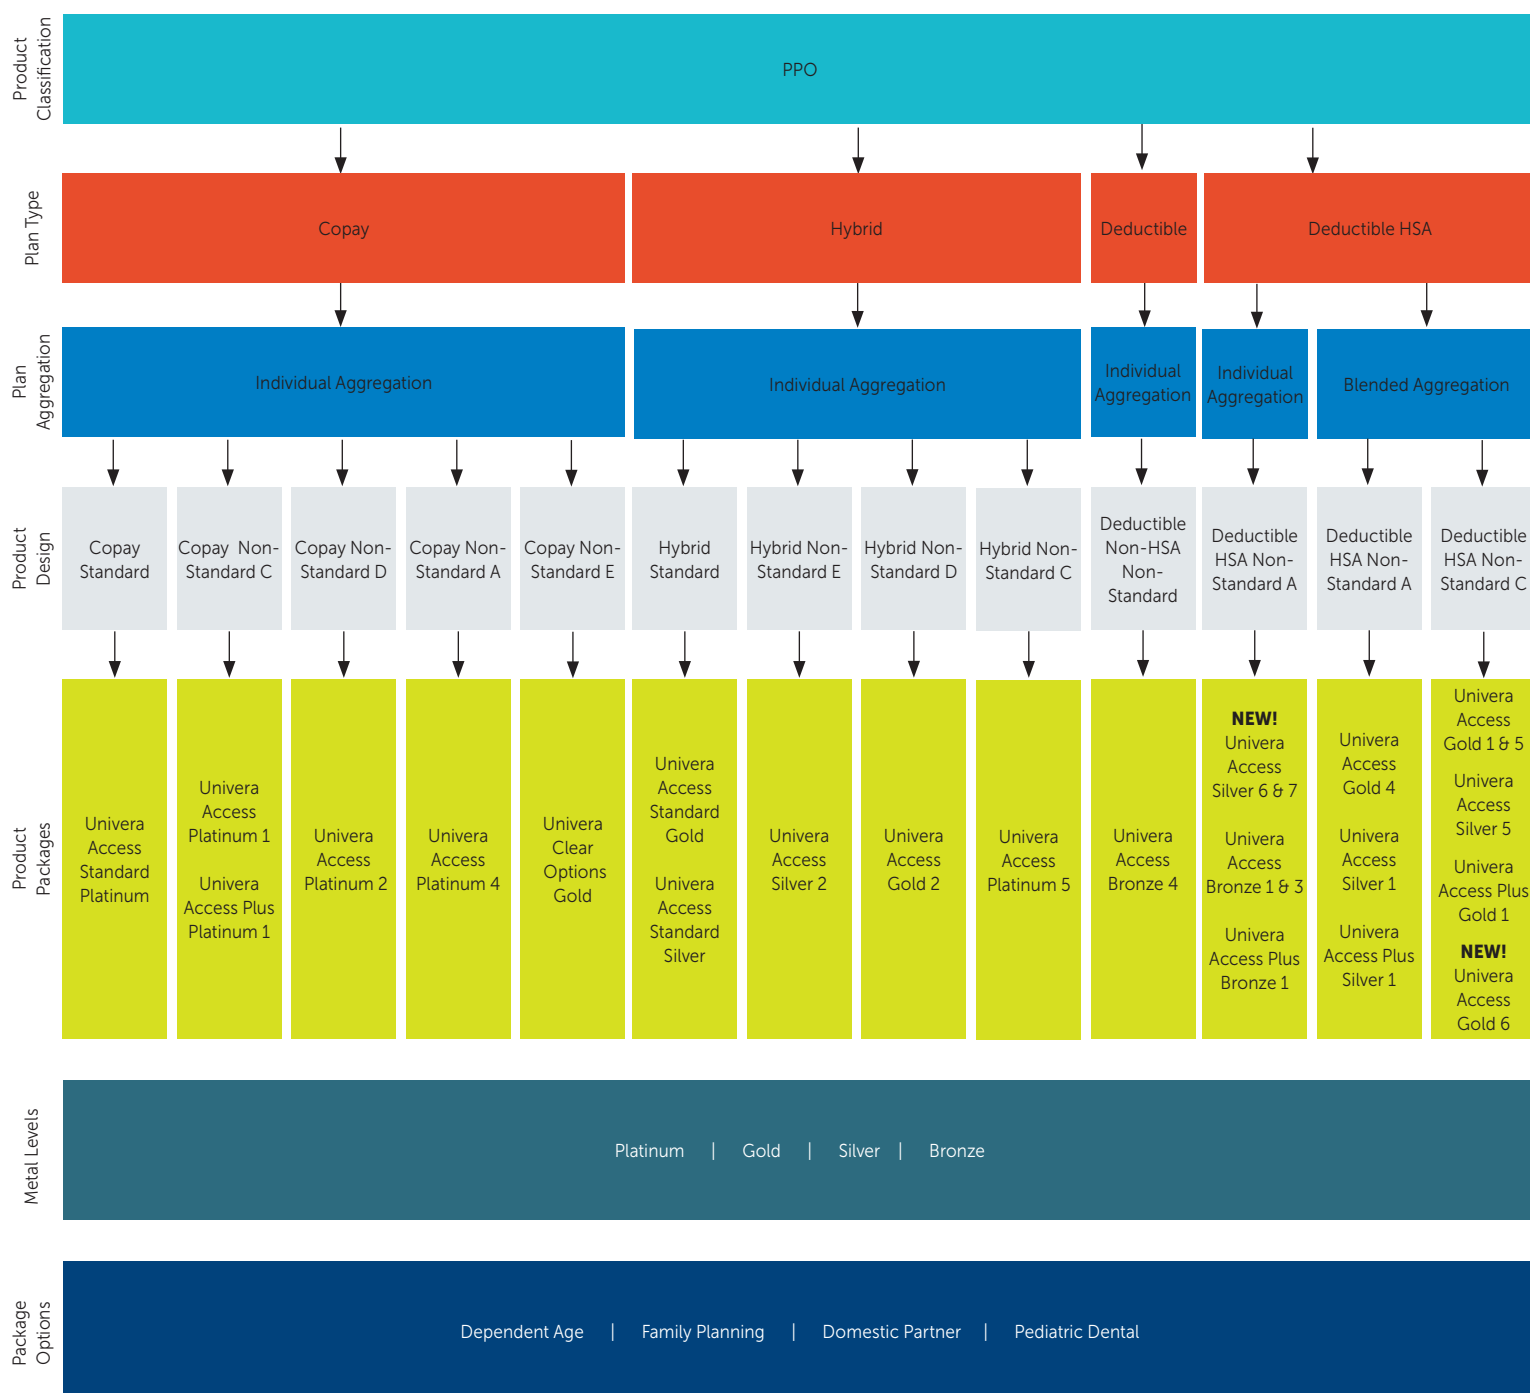 Product
Classification
PPO
Plan Type
Copay
Hybrid
Deductible
Deductible HSA
Plan
Aggregation
Individual Aggregation
Individual Aggregation
Individual
Aggregation
Individual
Aggregation
Blended Aggregation
Product
Design
Copay
Standard
Copay Non-
Standard C
Copay Non-
Standard D
Copay Non-
Standard A
Copay Non-
Standard E
Hybrid
Standard
Hybrid Non-
Standard E
Hybrid Non-
Standard D
Hybrid Non-
Standard C
Deductible
Non-HSA
Non-
Standard
Deductible
HSA Non-
Standard A
Deductible
HSA Non-
Standard A
Deductible
HSA Non-
Standard C
Product
Packages
Univera
Access
Standard
Platinum
Univera
Access
Platinum 1
Univera
Access Plus
Platinum 1
Univera
Access
Platinum 2
Univera
Access
Platinum 4
Univera
Clear
Options
Gold
Univera
Access
Standard
Gold
Univera
Access
Standard
Silver
Univera
Access
Silver 2
Univera
Access
Gold 2
Univera
Access
Platinum 5
Univera
Access
Bronze 4
NEW!
Univera
Access
Silver 6 & 7
Univera
Access
Bronze 1 & 3
Univera
Access Plus
Bronze 1
Univera
Access
Gold 4
Univera
Access
Silver 1
Univera
Access Plus
Silver 1
Univera
Access
Gold 1 & 5
Univera
Access
Silver 5
Univera
Access Plus
Gold 1
NEW!
Univera
Access
Gold 6
Metal Levels
Platinum | Gold | Silver | Bronze
Package
Options
Dependent Age | Family Planning | Domestic Partner | Pediatric Dental